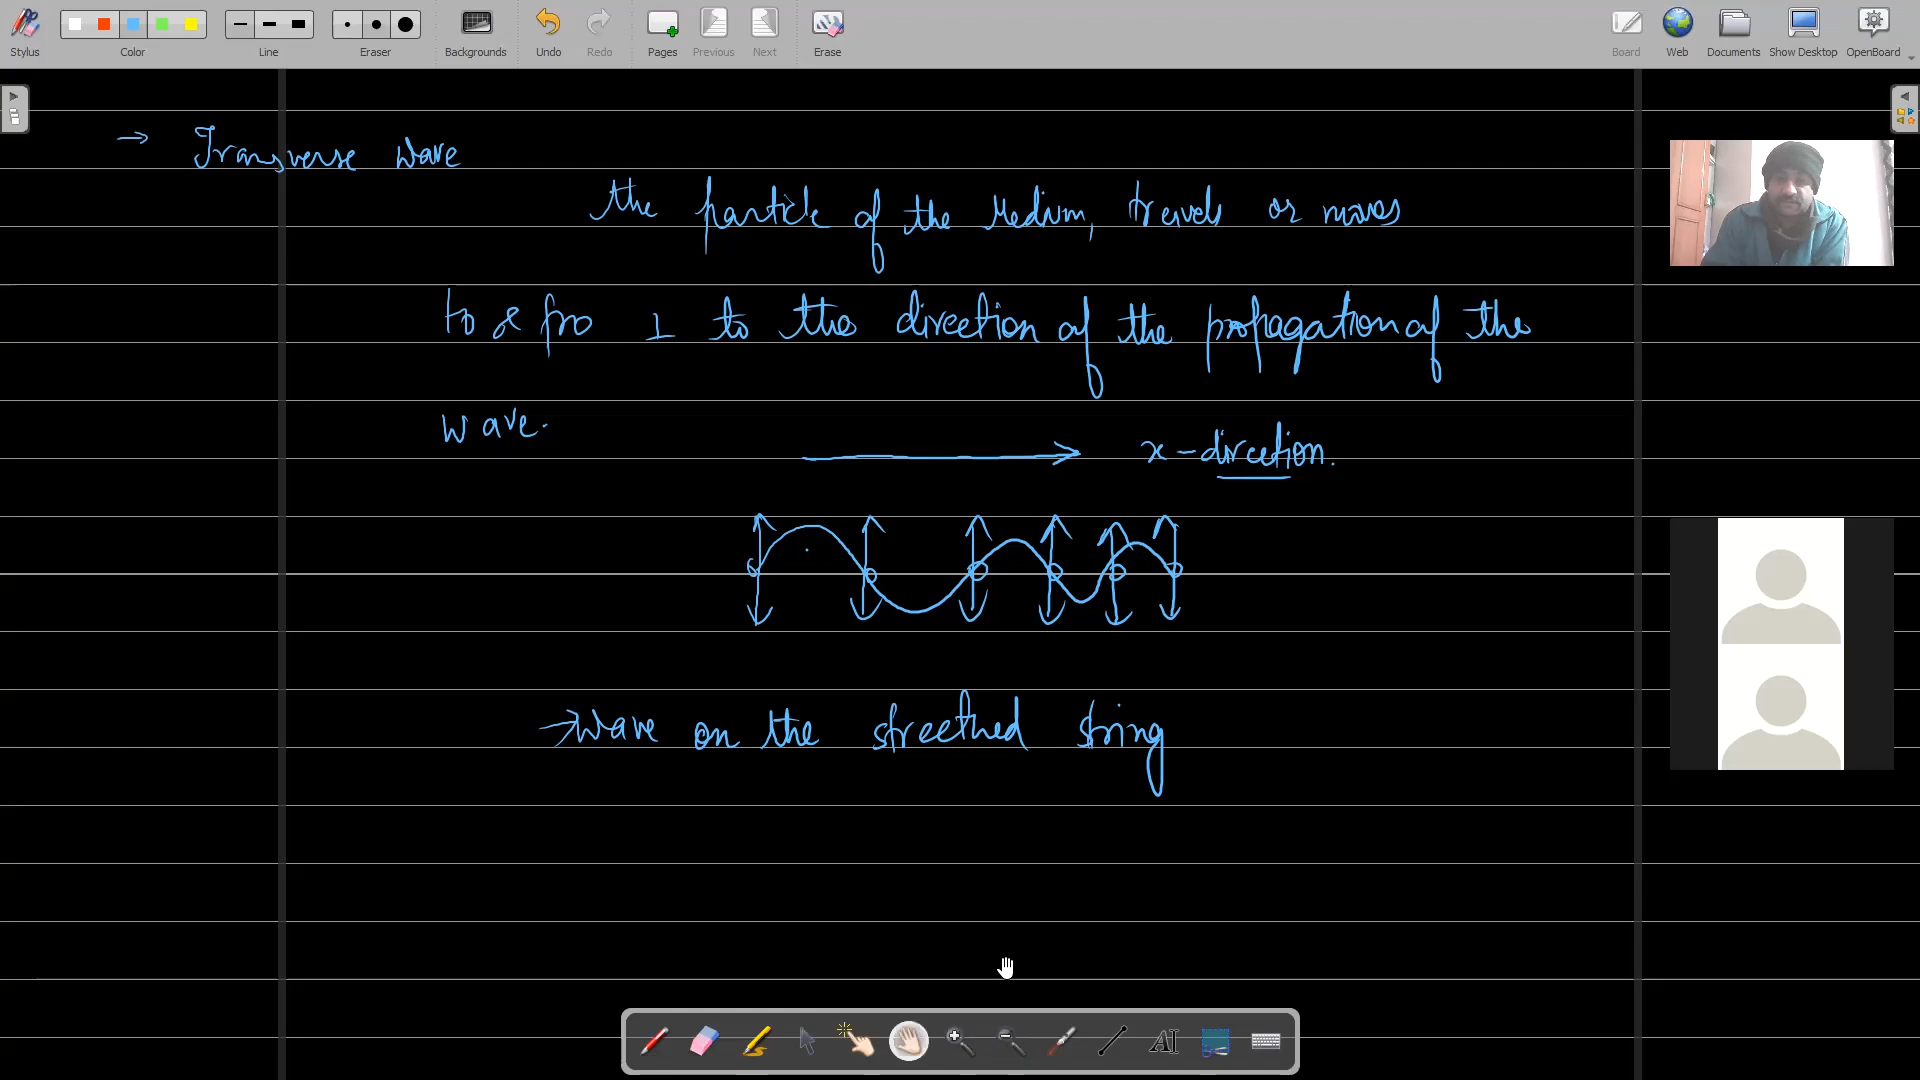 Stylus Color Line Eraser Backgrounds Undo Redo Pages Previous Next Erase Board Web Documents Show Desktop OpenBoard
→ Transverse wave
the particle of the Medium, travels or moves
to & fro ⊥ to the direction of the propagation of the
wave.
x - direction.
→ Wave on the streethed string
AI